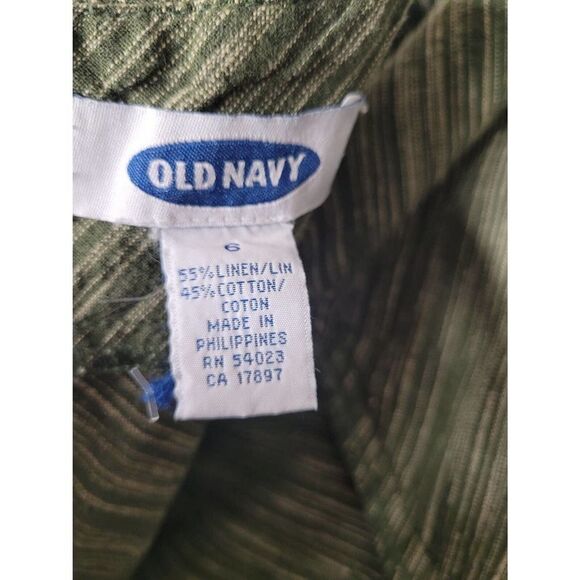 OLD NAVY
6
55%LINEN/LIN
45%COTTON/
COTON
MADE IN
PHILIPPINES
RN 54023
CA 17897